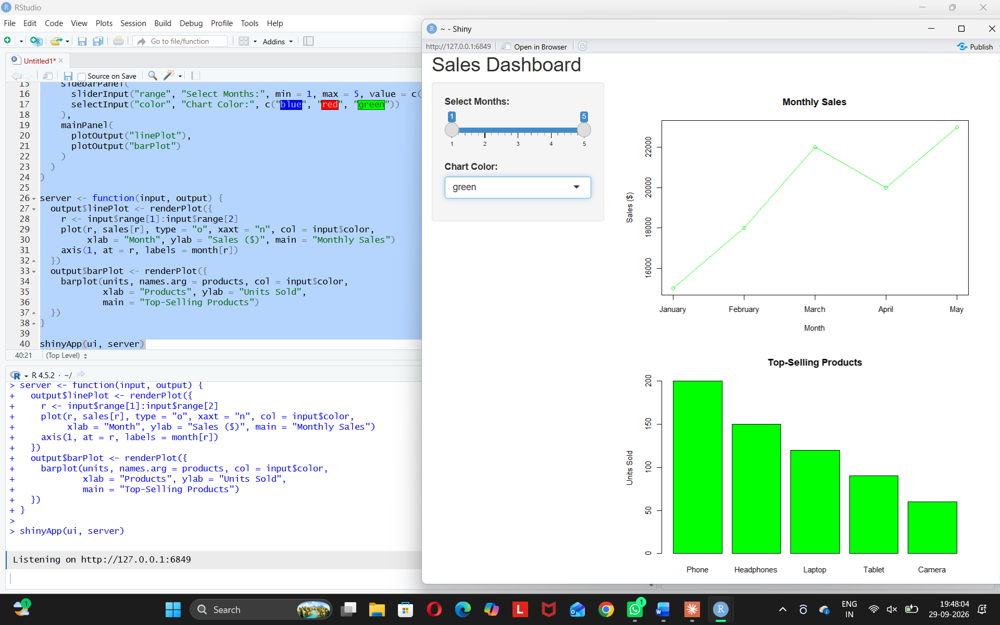 RStudio
File Edit Code View Plots Session Build Debug Profile Tools Help
Go to file/function
Addins
Untitled1*
Source on Save
15     sidebarPanel(
16       sliderInput("range", "Select Months:", min = 1, max = 5, value = c(
17       selectInput("color", "Chart Color:", c("blue", "red", "green"))
18     ),
19     mainPanel(
20       plotOutput("linePlot"),
21       plotOutput("barPlot")
22     )
23   )
24 )
25
26 server <- function(input, output) {
27   output$linePlot <- renderPlot({
28     r <- input$range[1]:input$range[2]
29     plot(r, sales[r], type = "o", xaxt = "n", col = input$color,
30          xlab = "Month", ylab = "Sales ($)", main = "Monthly Sales")
31     axis(1, at = r, labels = month[r])
32   })
33   output$barPlot <- renderPlot({
34     barplot(units, names.arg = products, col = input$color,
35             xlab = "Products", ylab = "Units Sold",
36             main = "Top-Selling Products")
37   })
38 }
39
40 shinyApp(ui, server)
40:21 (Top Level)
R 4.5.2 · ~/
> server <- function(input, output) {
+   output$linePlot <- renderPlot({
+     r <- input$range[1]:input$range[2]
+     plot(r, sales[r], type = "o", xaxt = "n", col = input$color,
+          xlab = "Month", ylab = "Sales ($)", main = "Monthly Sales")
+     axis(1, at = r, labels = month[r])
+   })
+   output$barPlot <- renderPlot({
+     barplot(units, names.arg = products, col = input$color,
+             xlab = "Products", ylab = "Units Sold",
+             main = "Top-Selling Products")
+   })
+ }
>
> shinyApp(ui, server)
Listening on http://127.0.0.1:6849
~ - Shiny
http://127.0.0.1:6849 Open in Browser Publish
Sales Dashboard
Select Months:
1 5
1 2 3 4 5
Chart Color:
green
Monthly Sales
Sales ($)
22000
20000
18000
16000
January February March April May
Month
Top-Selling Products
Units Sold
200
150
100
50
0
Phone Headphones Laptop Tablet Camera
1
Search
L
1
ENG
IN
19:48:04
29-09-2026